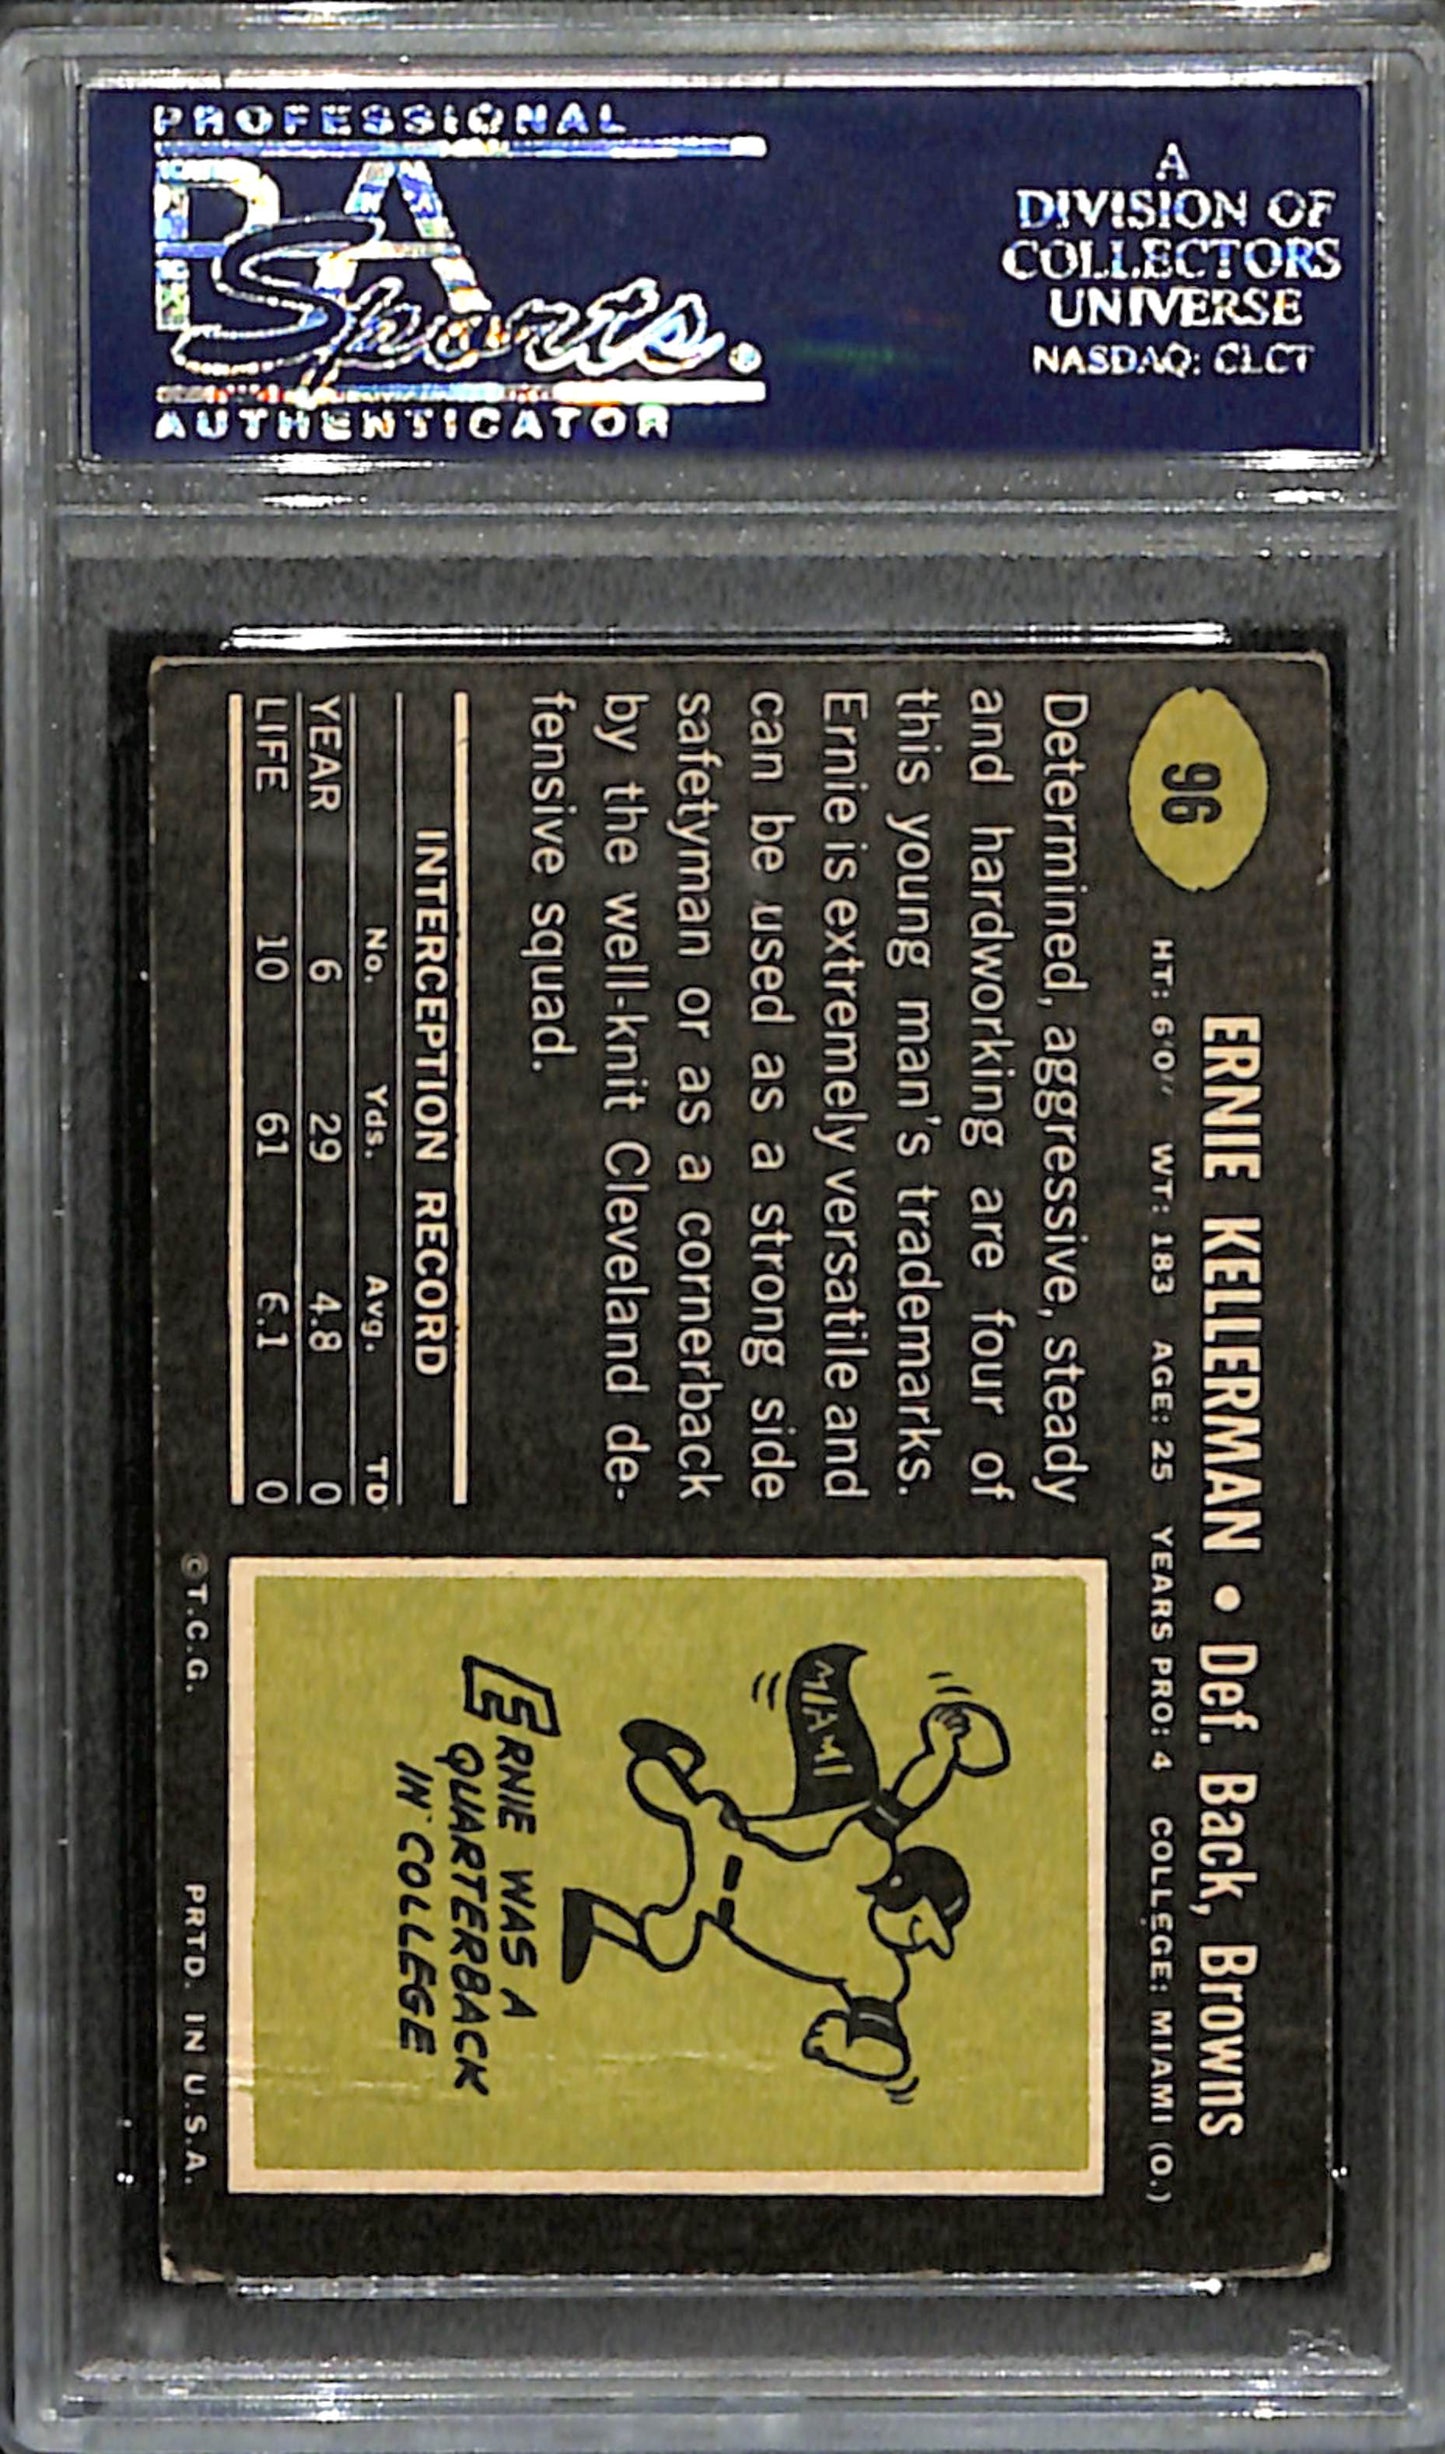 PROFESSIONAL
PSA
Sports.®
AUTHENTICATOR
A
DIVISION OF
COLLECTORS
UNIVERSE
NASDAQ: CLCT
96
ERNIE KELLERMAN • Def. Back, Browns
HT: 6'0" WT: 183 AGE: 25 YEARS PRO: 4 COLLEGE: MIAMI (O.)
Determined, aggressive, steady
and hardworking are four of
this young man's trademarks.
Ernie is extremely versatile and
can be used as a strong side
safetyman or as a cornerback
by the well-knit Cleveland de-
fensive squad.
INTERCEPTION RECORD
No. Yds. Avg. TD
YEAR 6 29 4.8 0
LIFE 10 61 6.1 0
MIAMI
ERNIE WAS A
QUARTERBACK
IN COLLEGE
©T.C.G. PRTD. IN U.S.A.